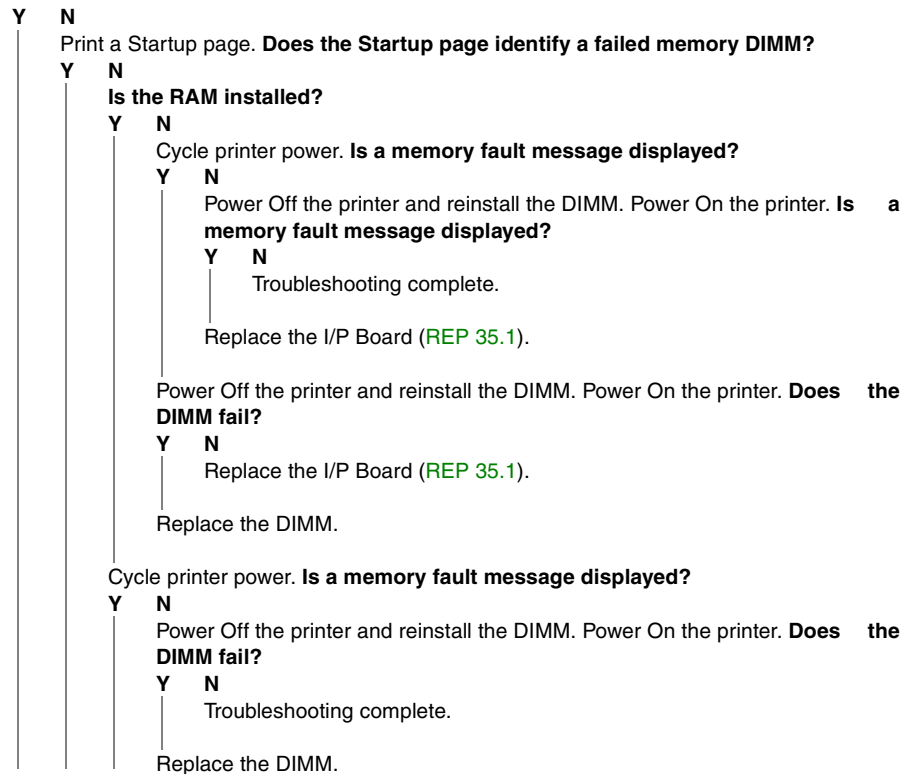 Y N
Print a Startup page. Does the Startup page identify a failed memory DIMM?
Y N
Is the RAM installed?
Y N
Cycle printer power. Is a memory fault message displayed?
Y N
Power Off the printer and reinstall the DIMM. Power On the printer. Is a
memory fault message displayed?
Y N
Troubleshooting complete.
Replace the I/P Board (REP 35.1).
Power Off the printer and reinstall the DIMM. Power On the printer. Does the
DIMM fail?
Y N
Replace the I/P Board (REP 35.1).
Replace the DIMM.
Cycle printer power. Is a memory fault message displayed?
Y N
Power Off the printer and reinstall the DIMM. Power On the printer. Does the
DIMM fail?
Y N
Troubleshooting complete.
Replace the DIMM.